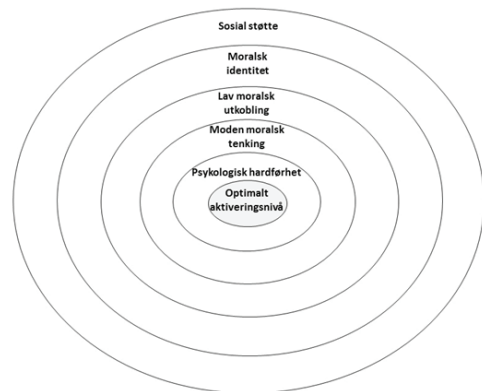 Sosial støtte
Moralsk
identitet
Lav moralsk
utkobling
Moden moralsk
tenking
Psykologisk hardførhet
Optimalt
aktiveringsnivå